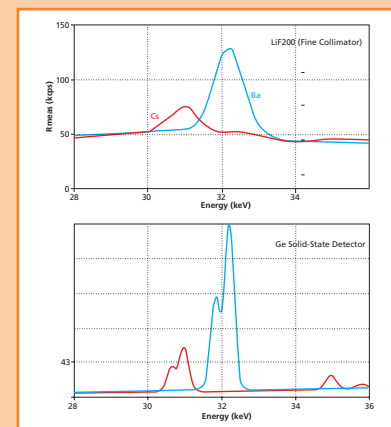 150
LiF200 (Fine Collimator)
Rmeas (kcps)
100
Cs
Ba
50
0
28 30 32 34
Energy (keV)
Ge Solid-State Detector
43
28 30 32 34 36
Energy (keV)